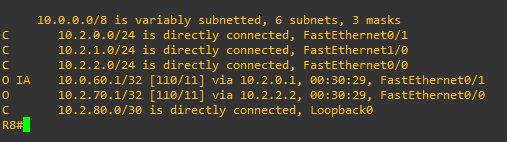 10.0.0.0/8 is variably subnetted, 6 subnets, 3 masks
C 10.2.0.0/24 is directly connected, FastEthernet0/1
C 10.2.1.0/24 is directly connected, FastEthernet1/0
C 10.2.2.0/24 is directly connected, FastEthernet0/0
O IA 10.0.60.1/32 [110/11] via 10.2.0.1, 00:30:29, FastEthernet0/1
O 10.2.70.1/32 [110/11] via 10.2.2.2, 00:30:29, FastEthernet0/0
C 10.2.80.0/30 is directly connected, Loopback0
R8#